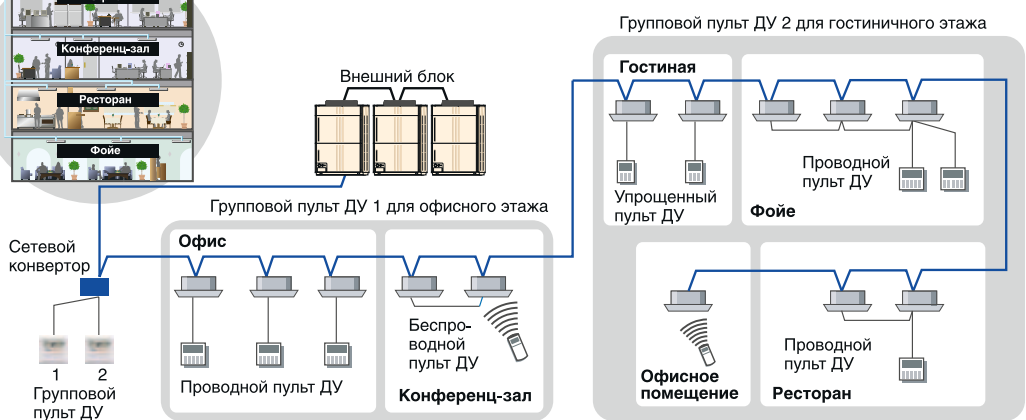 Конференц-зал
Ресторан
Фойе
Внешний блок
Групповой пульт ДУ 2 для гостиничного этажа
Гостиная
Упрощенный
пульт ДУ
Проводной
пульт ДУ
Фойе
Групповой пульт ДУ 1 для офисного этажа
Сетевой
конвертор
1
2
Групповой
пульт ДУ
Офис
Проводной пульт ДУ
Беспро-
водной
пульт ДУ
Конференц-зал
Офисное
помещение
Проводной
пульт ДУ
Ресторан